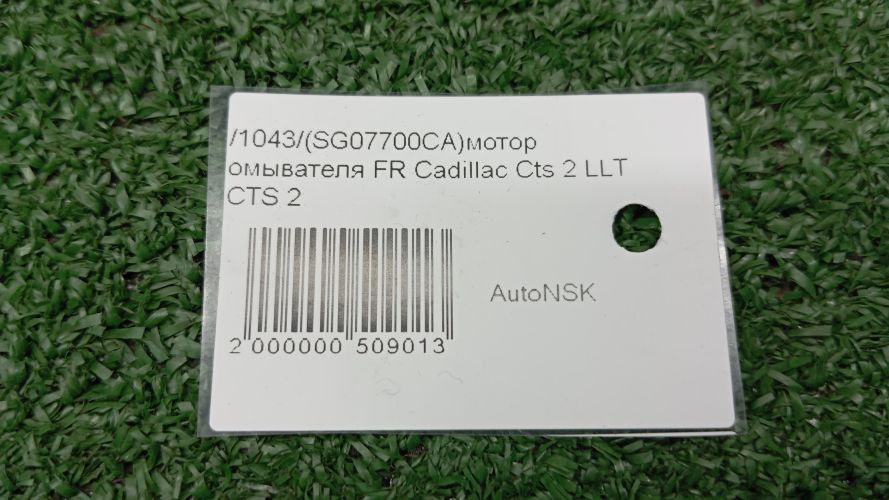 /1043/(SG07700CA)мотор
омывателя FR Cadillac Cts 2 LLT
CTS 2
AutoNSK
2 000000 509013